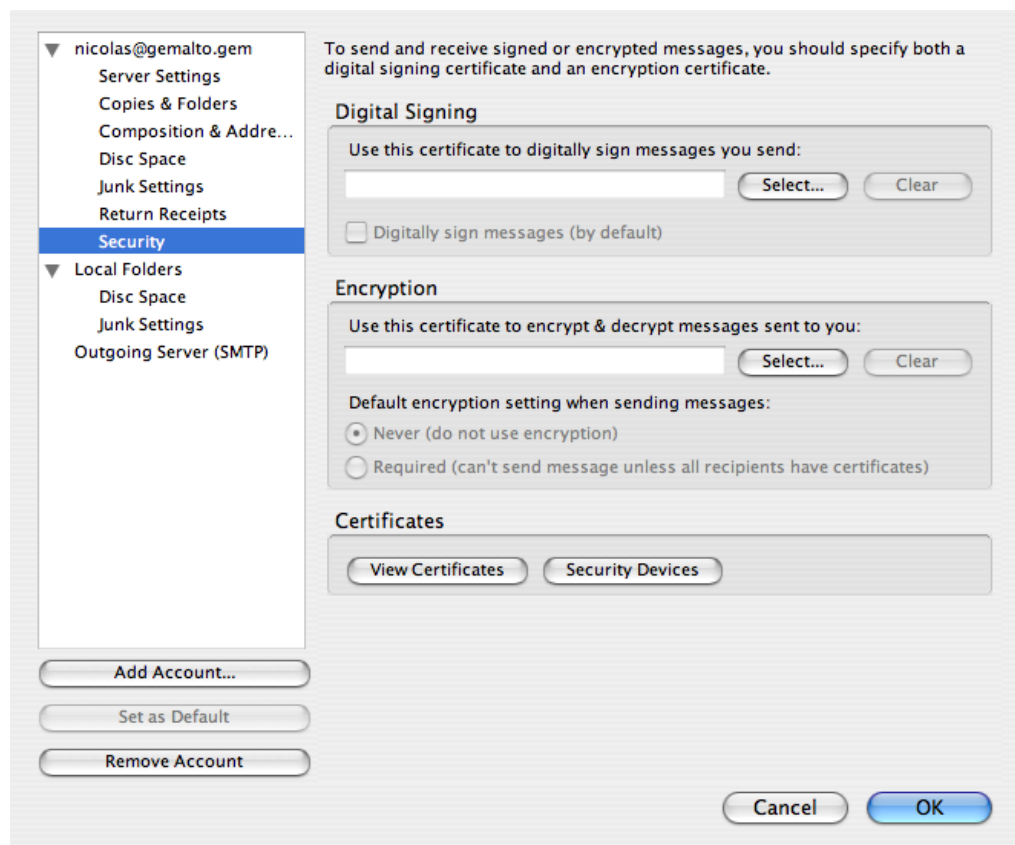 nicolas@gemalto.gem
Server Settings
Copies & Folders
Composition & Addre...
Disc Space
Junk Settings
Return Receipts
Security
Local Folders
Disc Space
Junk Settings
Outgoing Server (SMTP)
Add Account...
Set as Default
Remove Account
To send and receive signed or encrypted messages, you should specify both a
digital signing certificate and an encryption certificate.
Digital Signing
Use this certificate to digitally sign messages you send:
Select... Clear
Digitally sign messages (by default)
Encryption
Use this certificate to encrypt & decrypt messages sent to you:
Select... Clear
Default encryption setting when sending messages:
Never (do not use encryption)
Required (can't send message unless all recipients have certificates)
Certificates
View Certificates Security Devices
Cancel OK